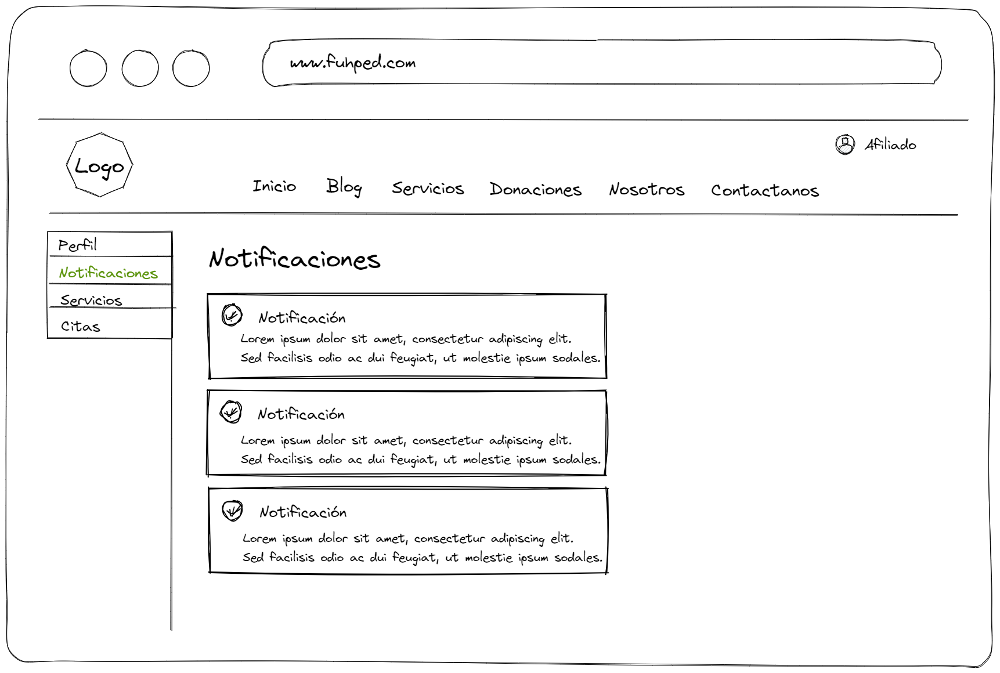 www.fuhped.com
Afiliado
Logo
Inicio Blog Servicios Donaciones Nosotros Contactanos
Perfil
Notificaciones
Servicios
Citas
Notificaciones
Notificación
Lorem ipsum dolor sit amet, consectetur adipiscing elit.
Sed facilisis odio ac dui feugiat, ut molestie ipsum sodales.
Notificación
Lorem ipsum dolor sit amet, consectetur adipiscing elit.
Sed facilisis odio ac dui feugiat, ut molestie ipsum sodales.
Notificación
Lorem ipsum dolor sit amet, consectetur adipiscing elit.
Sed facilisis odio ac dui feugiat, ut molestie ipsum sodales.